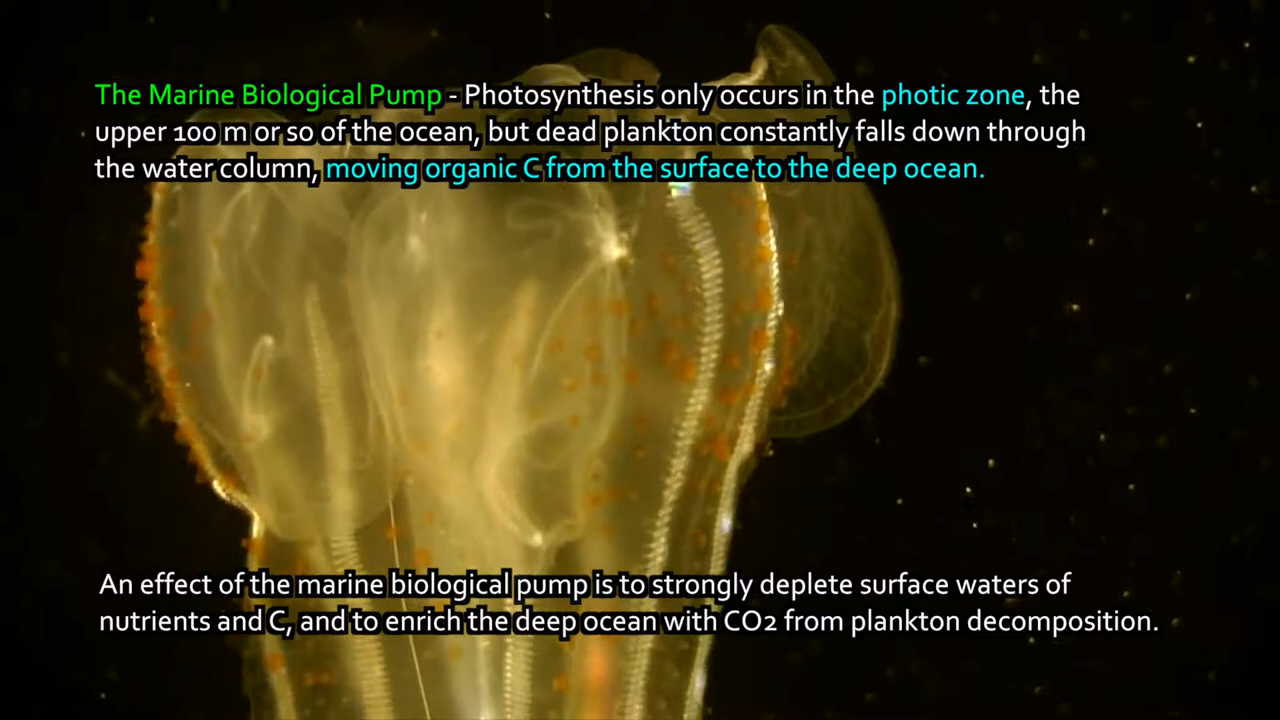 The Marine Biological Pump - Photosynthesis only occurs in the photic zone, the
upper 100 m or so of the ocean, but dead plankton constantly falls down through
the water column, moving organic C from the surface to the deep ocean.
An effect of the marine biological pump is to strongly deplete surface waters of
nutrients and C, and to enrich the deep ocean with CO2 from plankton decomposition.